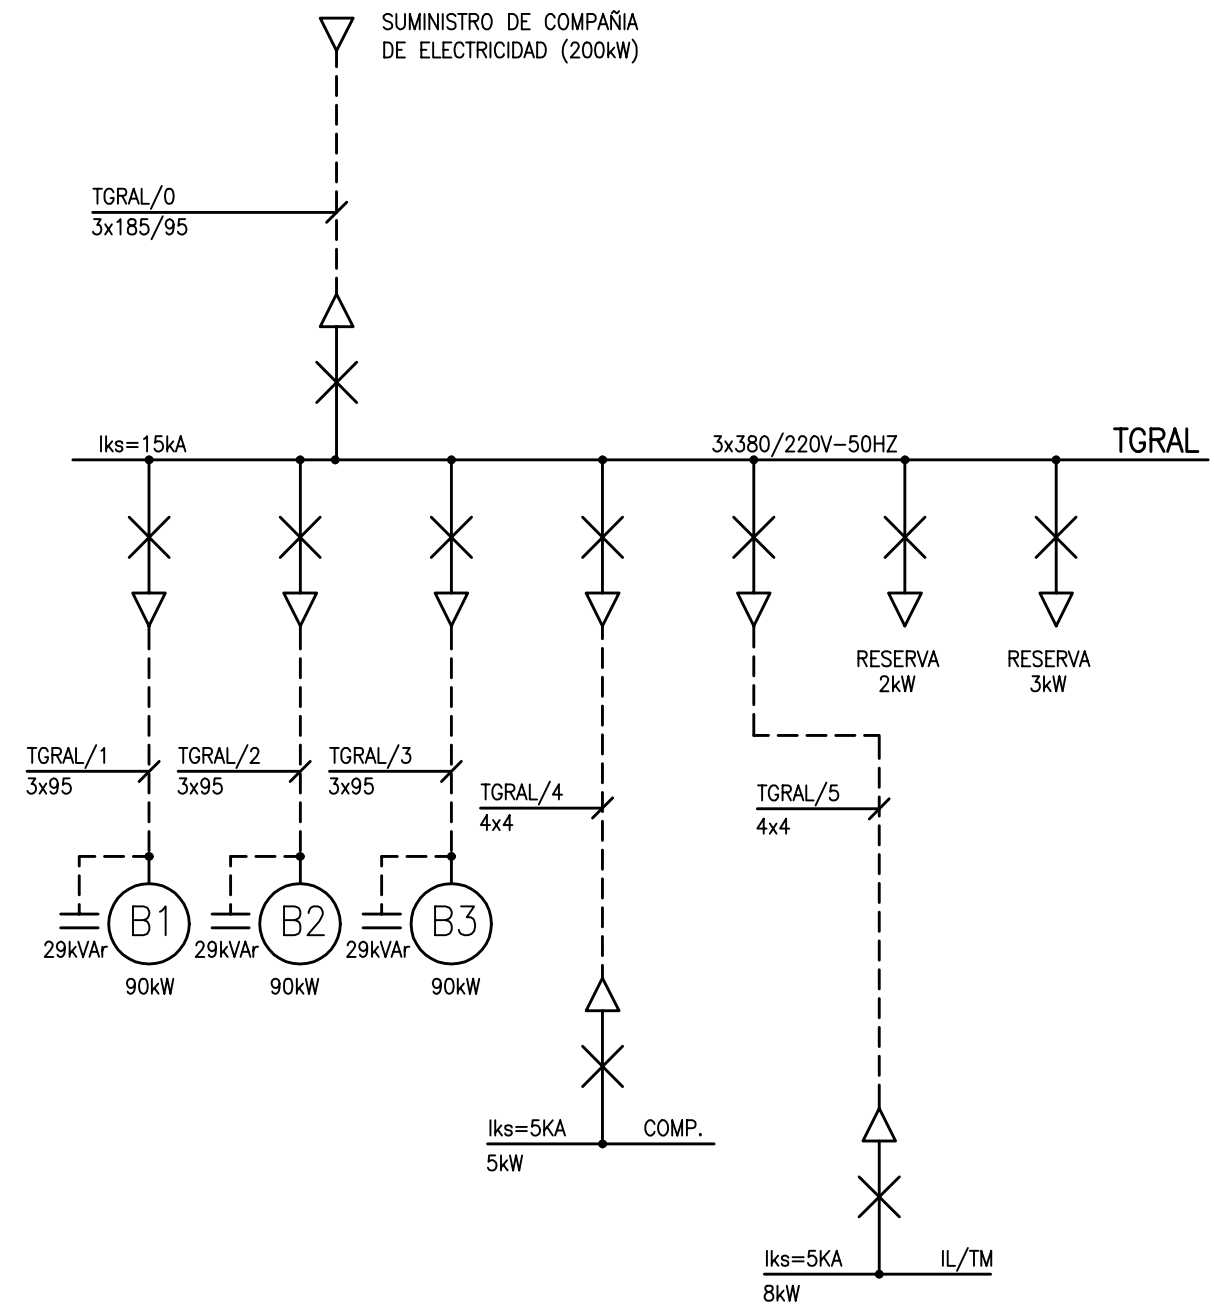 SUMINISTRO DE COMPAÑIA
DE ELECTRICIDAD (200kW)
TGRAL/0
3x185/95
Iks=15kA
3x380/220V-50HZ
TGRAL
RESERVA
2kW
RESERVA
3kW
TGRAL/1
3x95
TGRAL/2
3x95
TGRAL/3
3x95
TGRAL/4
4x4
TGRAL/5
4x4
B1
29kVAr
90kW
B2
29kVAr
90kW
B3
29kVAr
90kW
Iks=5KA
COMP.
5kW
Iks=5KA
IL/TM
8kW